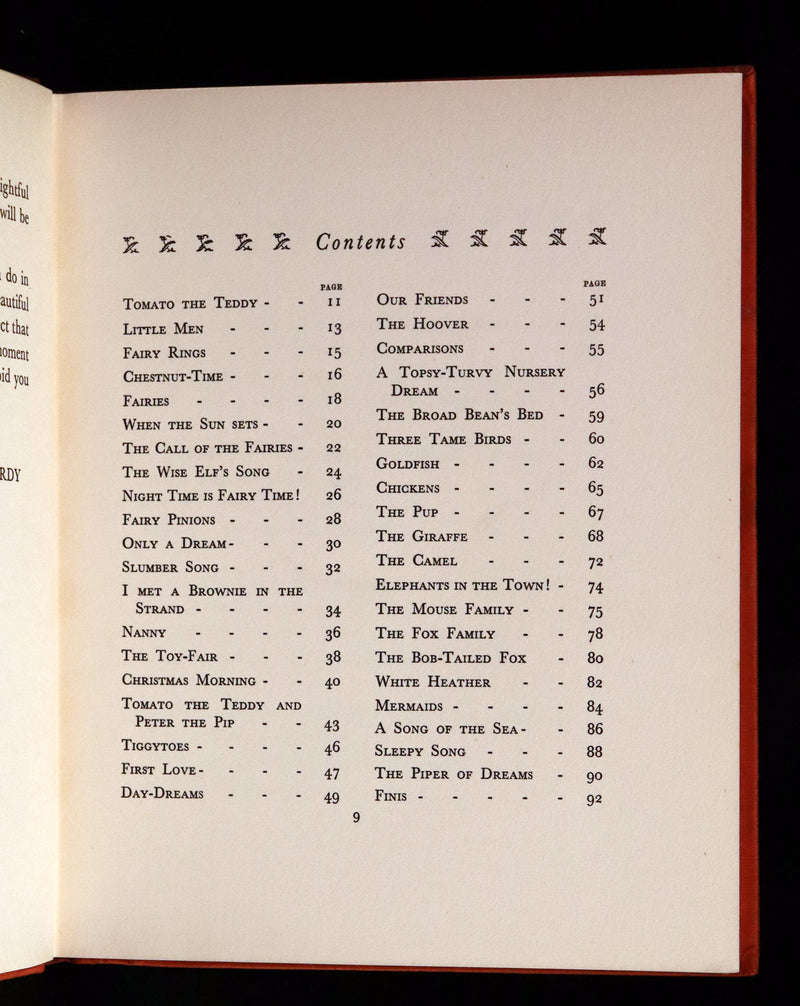 ightful
will be
do in
autiful
ct that
oment
id you
RDY
Contents
PAGE
TOMATO THE TEDDY - - 11
LITTLE MEN - - - 13
FAIRY RINGS - - - 15
CHESTNUT-TIME - - - 16
FAIRIES - - - - 18
WHEN THE SUN SETS - - 20
THE CALL OF THE FAIRIES - 22
THE WISE ELF'S SONG - 24
NIGHT TIME IS FAIRY TIME! 26
FAIRY PINIONS - - - 28
ONLY A DREAM - - - 30
SLUMBER SONG - - - 32
I MET A BROWNIE IN THE
STRAND - - - - 34
NANNY - - - - 36
THE TOY-FAIR - - - 38
CHRISTMAS MORNING - - 40
TOMATO THE TEDDY AND
PETER THE PIP - - 43
TIGGYTOES - - - - 46
FIRST LOVE - - - - 47
DAY-DREAMS - - - 49
PAGE
OUR FRIENDS - - - 51
THE HOOVER - - - 54
COMPARISONS - - - 55
A TOPSY-TURVY NURSERY
DREAM - - - - 56
THE BROAD BEAN'S BED - 59
THREE TAME BIRDS - - 60
GOLDFISH - - - - 62
CHICKENS - - - - 65
THE PUP - - - - 67
THE GIRAFFE - - - 68
THE CAMEL - - - 72
ELEPHANTS IN THE TOWN! - 74
THE MOUSE FAMILY - - 75
THE FOX FAMILY - - 78
THE BOB-TAILED FOX - 80
WHITE HEATHER - - 82
MERMAIDS - - - - 84
A SONG OF THE SEA - - 86
SLEEPY SONG - - - 88
THE PIPER OF DREAMS - 90
FINIS - - - - - 92
9